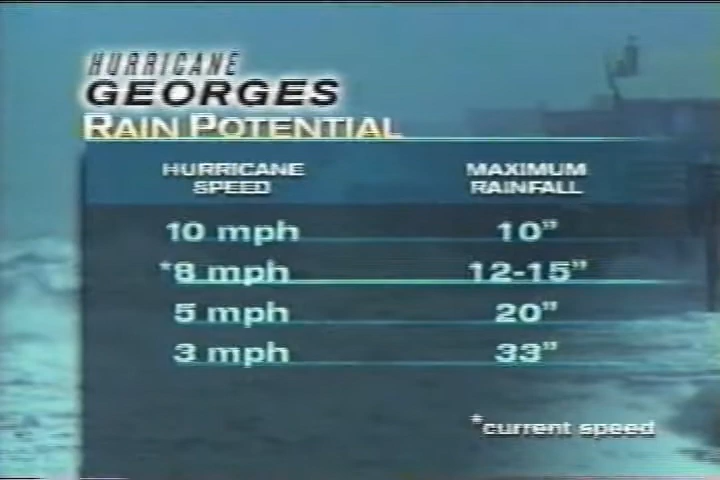 HURRICANE
GEORGES
RAIN POTENTIAL
HURRICANE SPEED MAXIMUM RAINFALL
10 mph 10”
*8 mph 12-15”
5 mph 20”
3 mph 33”
*current speed